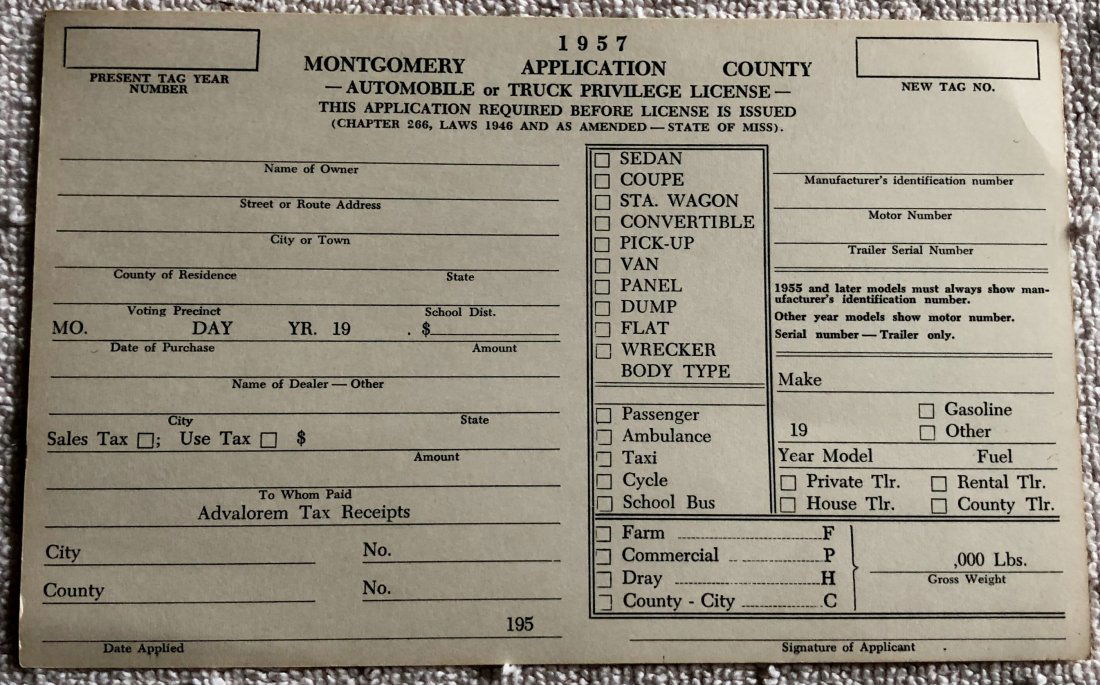 1957
MONTGOMERY APPLICATION COUNTY
— AUTOMOBILE or TRUCK PRIVILEGE LICENSE —
THIS APPLICATION REQUIRED BEFORE LICENSE IS ISSUED
(CHAPTER 266, LAWS 1946 AND AS AMENDED — STATE OF MISS).
PRESENT TAG YEAR
NUMBER
NEW TAG NO.
Name of Owner
Street or Route Address
City or Town
County of Residence State
Voting Precinct School Dist.
MO. DAY YR. 19 . $
Date of Purchase Amount
Name of Dealer — Other
City State
Sales Tax ☐; Use Tax ☐ $
Amount
To Whom Paid
Advalorem Tax Receipts
City No.
County No.
195
Date Applied
☐ SEDAN
☐ COUPE
☐ STA. WAGON
☐ CONVERTIBLE
☐ PICK-UP
☐ VAN
☐ PANEL
☐ DUMP
☐ FLAT
☐ WRECKER
BODY TYPE
☐ Passenger
☐ Ambulance
☐ Taxi
☐ Cycle
☐ School Bus
Manufacturer's identification number
Motor Number
Trailer Serial Number
1955 and later models must always show man-
ufacturer's identification number.
Other year models show motor number.
Serial number — Trailer only.
Make
☐ Gasoline
19 ☐ Other
Year Model Fuel
☐ Private Tlr. ☐ Rental Tlr.
☐ House Tlr. ☐ County Tlr.
☐ Farm ........ F
☐ Commercial ........ P
☐ Dray ........ H
☐ County - City ........ C
,000 Lbs.
Gross Weight
Signature of Applicant